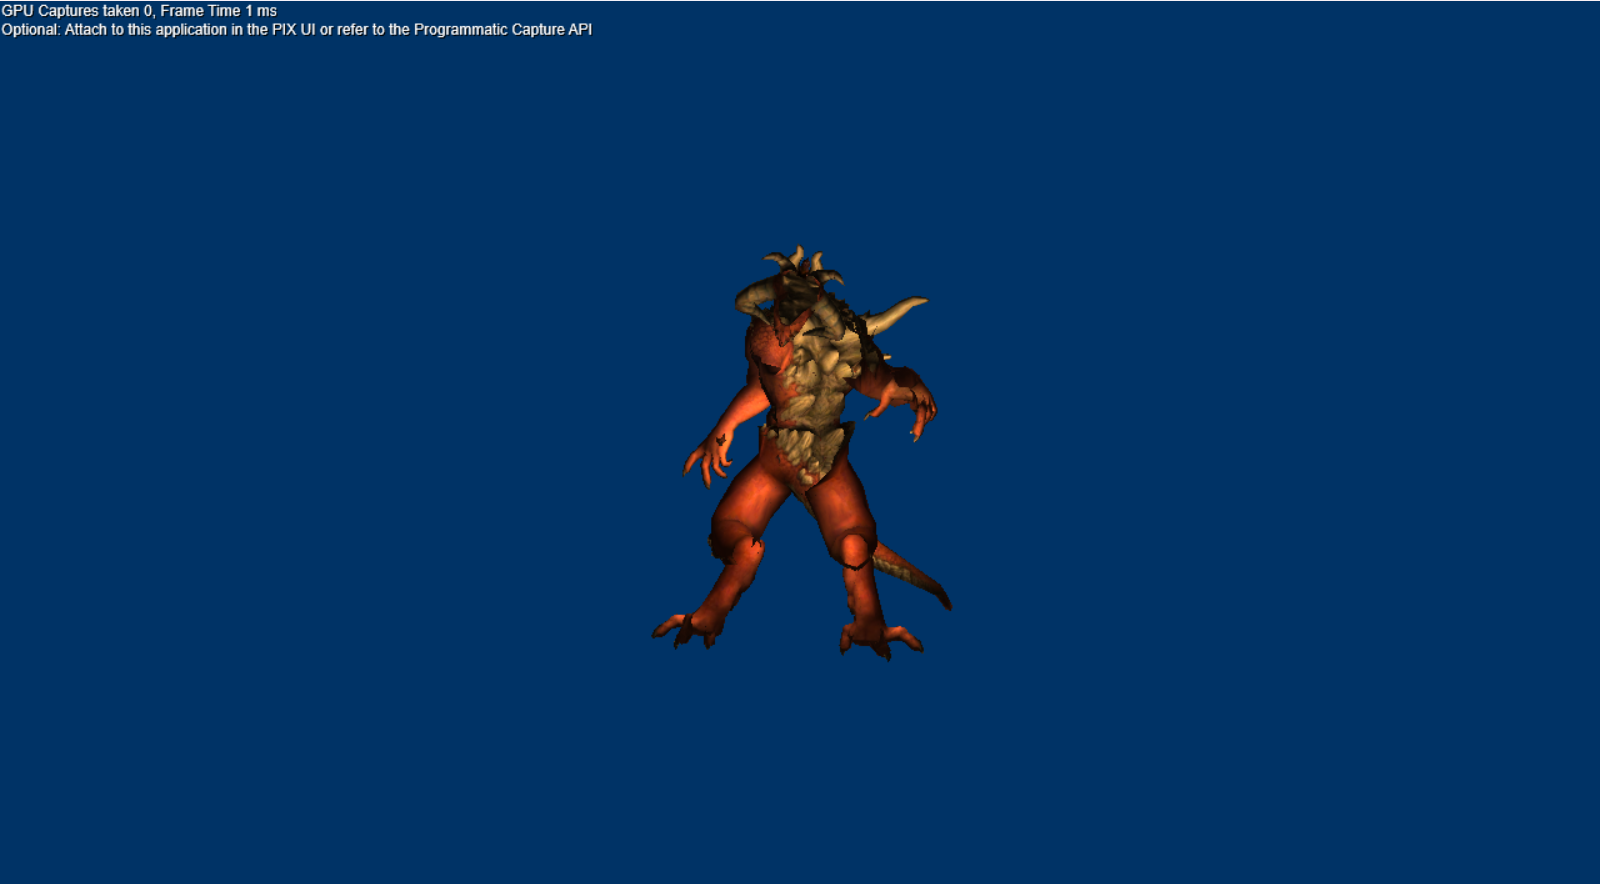 GPU Captures taken 0, Frame Time 1 ms
Optional: Attach to this application in the PIX UI or refer to the Programmatic Capture API